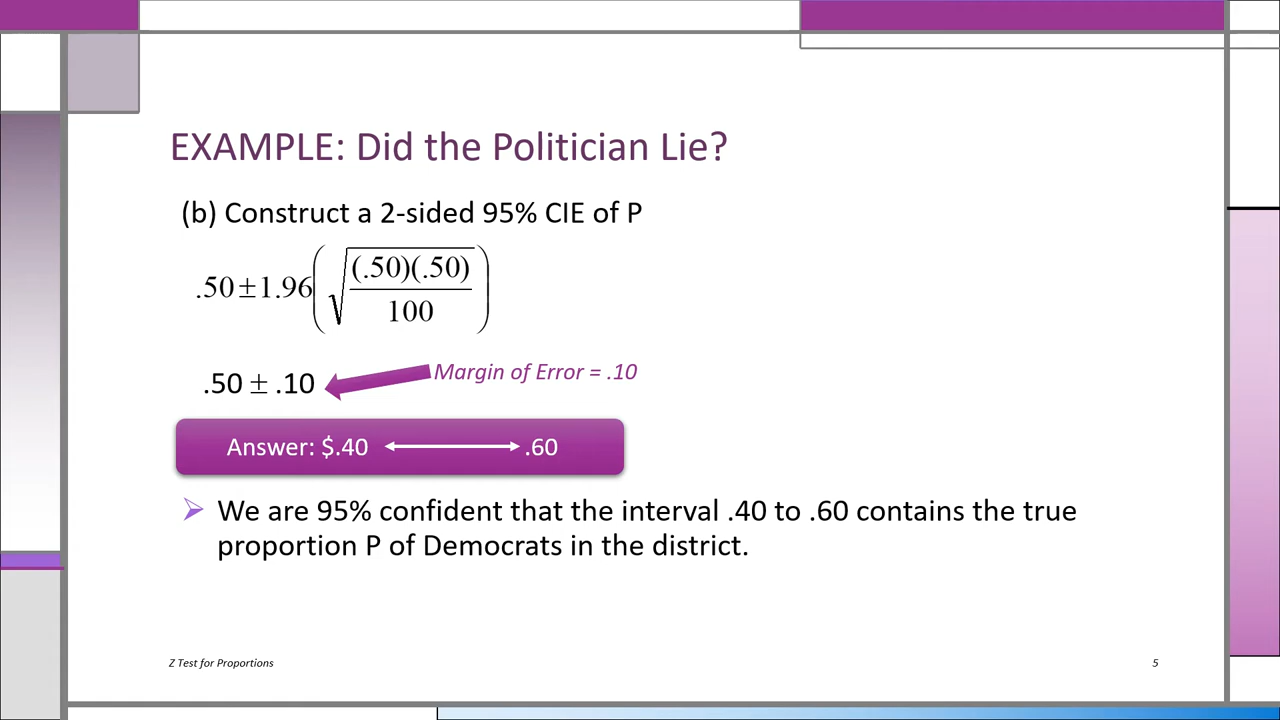 EXAMPLE: Did the Politician Lie?
(b) Construct a 2-sided 95% CIE of P
.50±1.96(√((.50)(.50)/100))
.50 ± .10
Margin of Error = .10
Answer: $.40 ⟷ .60
➢ We are 95% confident that the interval .40 to .60 contains the true
proportion P of Democrats in the district.
Z Test for Proportions
5